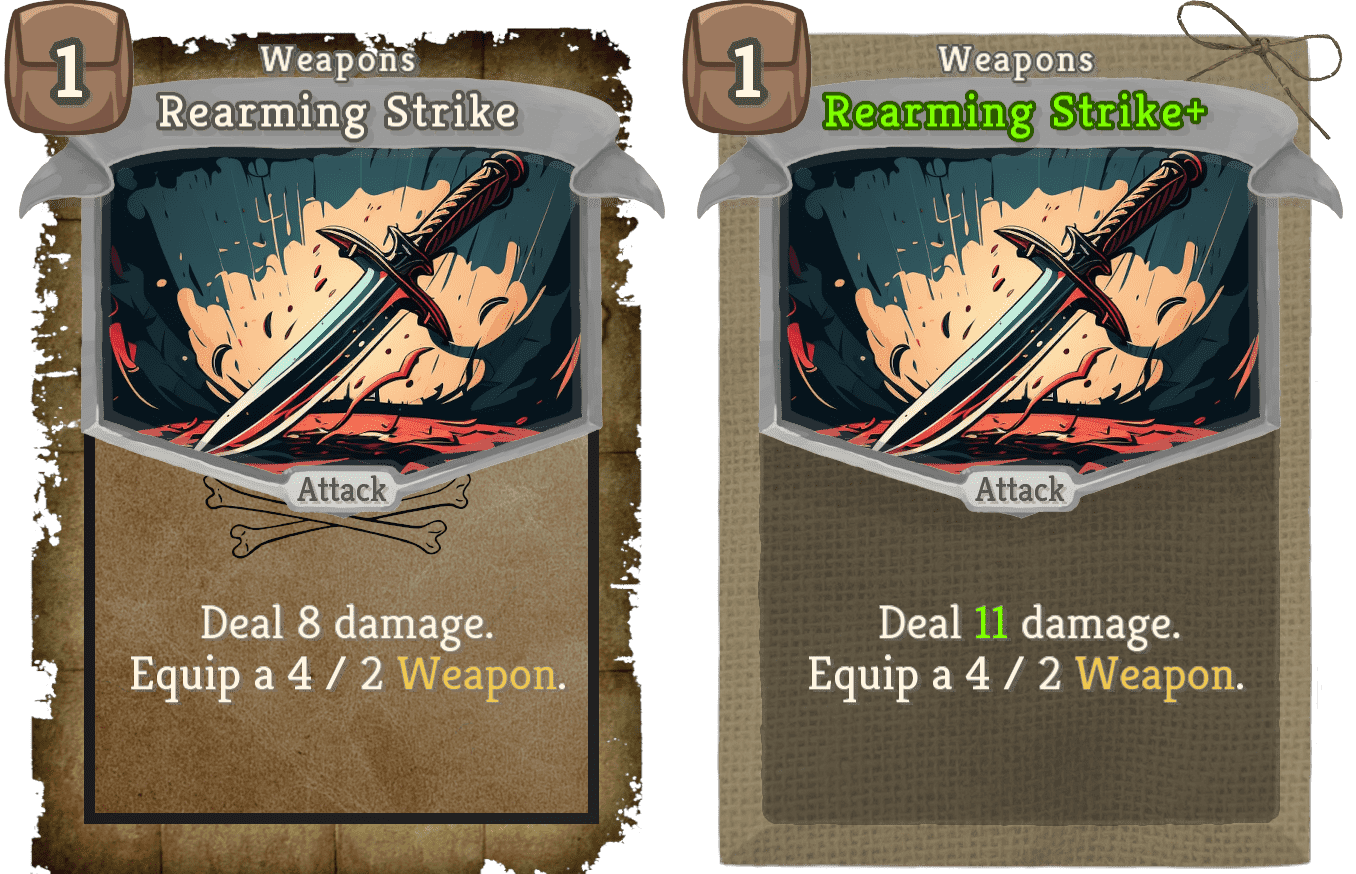 1
Weapons
Rearming Strike
Attack
Deal 8 damage.
Equip a 4 / 2 Weapon.
1
Weapons
Rearming Strike+
Attack
Deal 11 damage.
Equip a 4 / 2 Weapon.